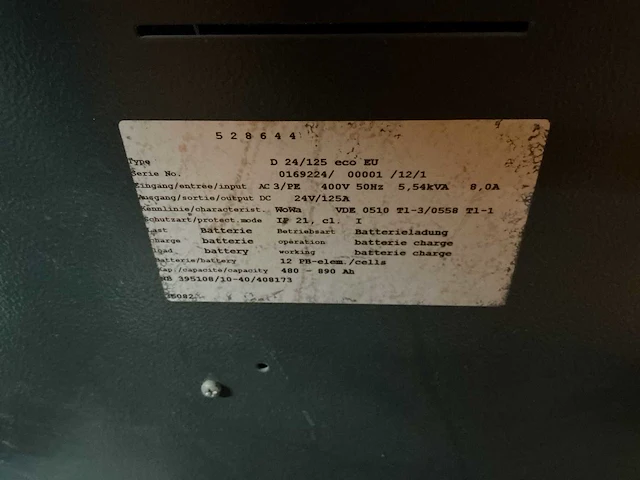 528644
Type D 24/125 eco EU
Serie No. 0169224/ 00001 /12/1
Eingang/entree/input AC 3/PE 400V 50Hz 5,54kVA 8,0A
Ausgang/sortie/output DC 24V/125A
Kennlinie/characterist. WoWa VDE 0510 T1-3/0558 T1-1
Schutzart/protect.mode IP 21, cl. I
Last Batterie Betriebsart Batterieladung
charge batterie operation batterie charge
load battery working batterie charge
Batterie/battery 12 PB-elem./cells
Kap./capacite/capacity 480 - 890 Ah
395108/10-40/408173